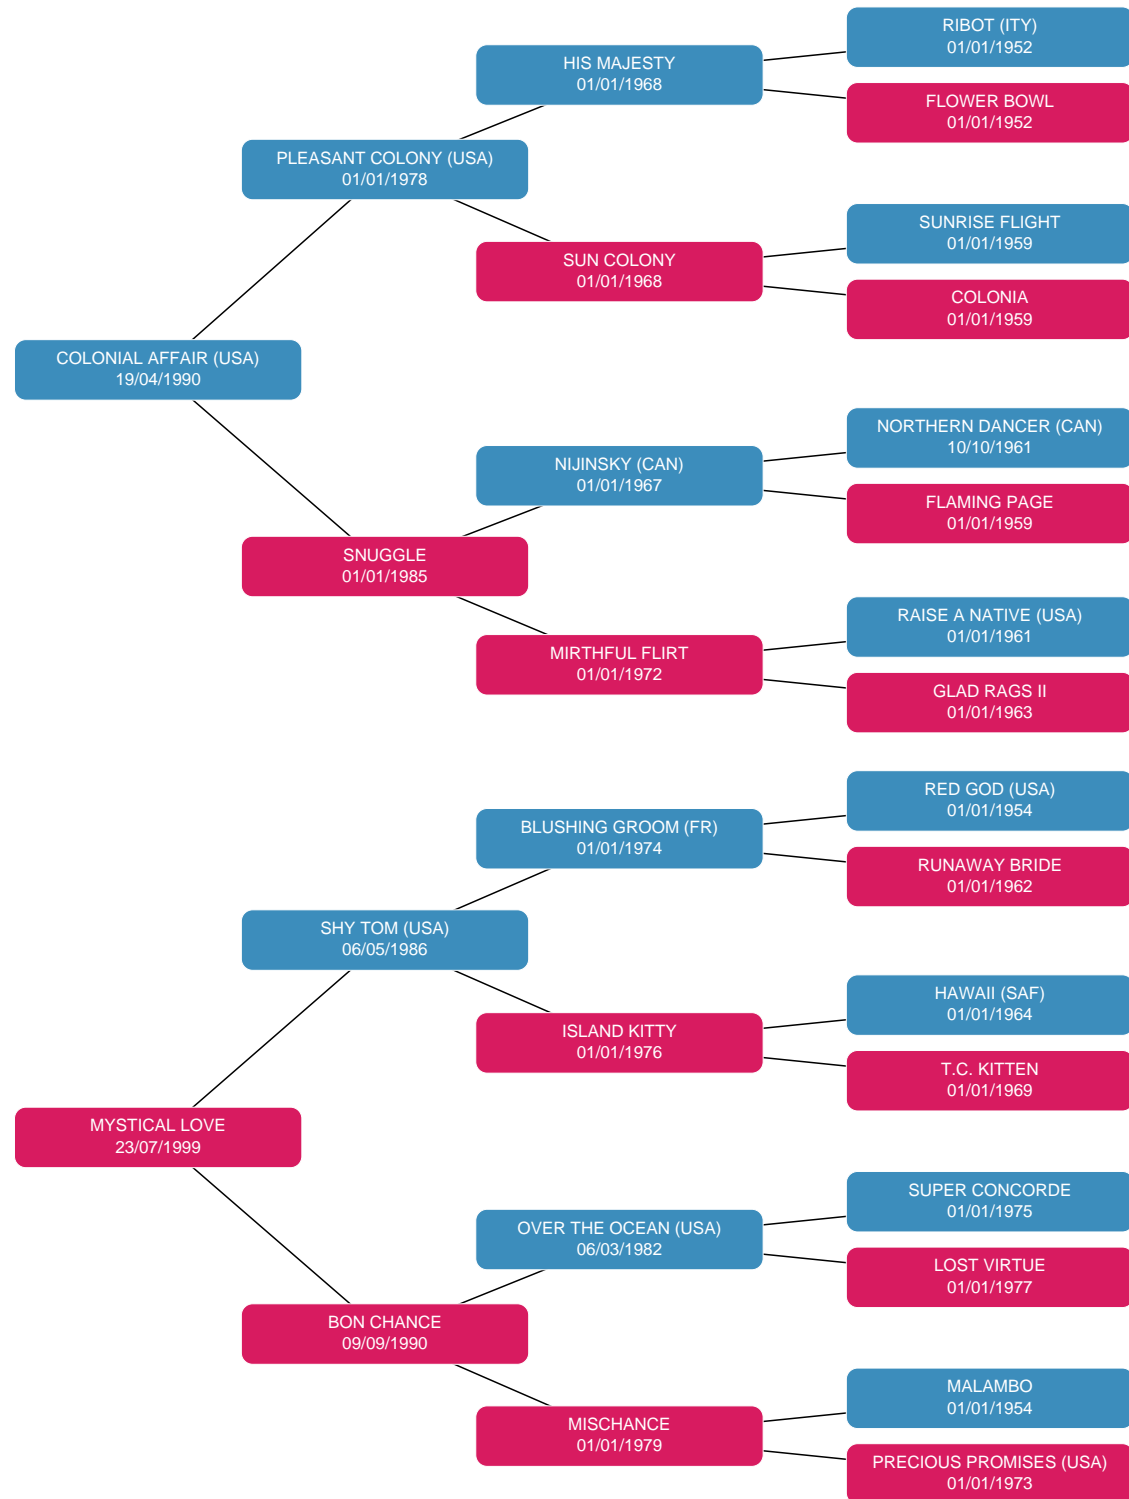 RIBOT (ITY)
01/01/1952
HIS MAJESTY
01/01/1968
FLOWER BOWL
01/01/1952
PLEASANT COLONY (USA)
01/01/1978
SUNRISE FLIGHT
01/01/1959
SUN COLONY
01/01/1968
COLONIA
01/01/1959
COLONIAL AFFAIR (USA)
19/04/1990
NORTHERN DANCER (CAN)
10/10/1961
NIJINSKY (CAN)
01/01/1967
FLAMING PAGE
01/01/1959
SNUGGLE
01/01/1985
RAISE A NATIVE (USA)
01/01/1961
MIRTHFUL FLIRT
01/01/1972
GLAD RAGS II
01/01/1963
RED GOD (USA)
01/01/1954
BLUSHING GROOM (FR)
01/01/1974
RUNAWAY BRIDE
01/01/1962
SHY TOM (USA)
06/05/1986
HAWAII (SAF)
01/01/1964
ISLAND KITTY
01/01/1976
T.C. KITTEN
01/01/1969
MYSTICAL LOVE
23/07/1999
SUPER CONCORDE
01/01/1975
OVER THE OCEAN (USA)
06/03/1982
LOST VIRTUE
01/01/1977
BON CHANCE
09/09/1990
MALAMBO
01/01/1954
MISCHANCE
01/01/1979
PRECIOUS PROMISES (USA)
01/01/1973